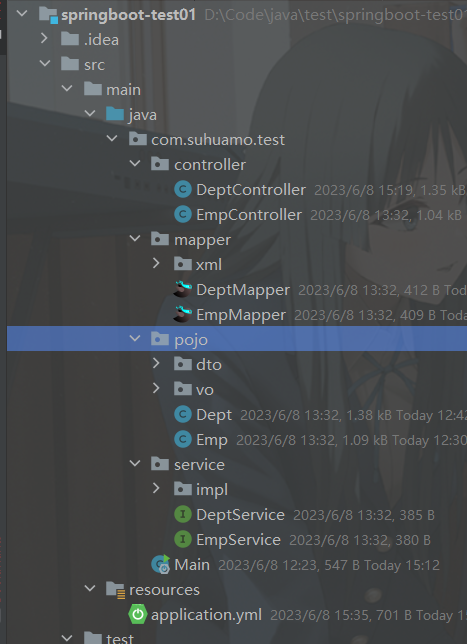 springboot-test01 D:\Code\java\test\springboot-test01
.idea
src
main
java
com.suhuamo.test
controller
DeptController 2023/6/8 15:19, 1.35 kB
EmpController 2023/6/8 13:32, 1.04 kB
mapper
xml
DeptMapper 2023/6/8 13:32, 412 B Today
EmpMapper 2023/6/8 13:32, 409 B Today
pojo
dto
vo
Dept 2023/6/8 13:32, 1.38 kB Today 12:42
Emp 2023/6/8 13:32, 1.09 kB Today 12:30
service
impl
DeptService 2023/6/8 13:32, 385 B
EmpService 2023/6/8 13:32, 380 B
Main 2023/6/8 12:23, 547 B Today 15:12
resources
application.yml 2023/6/8 15:35, 701 B Today
test